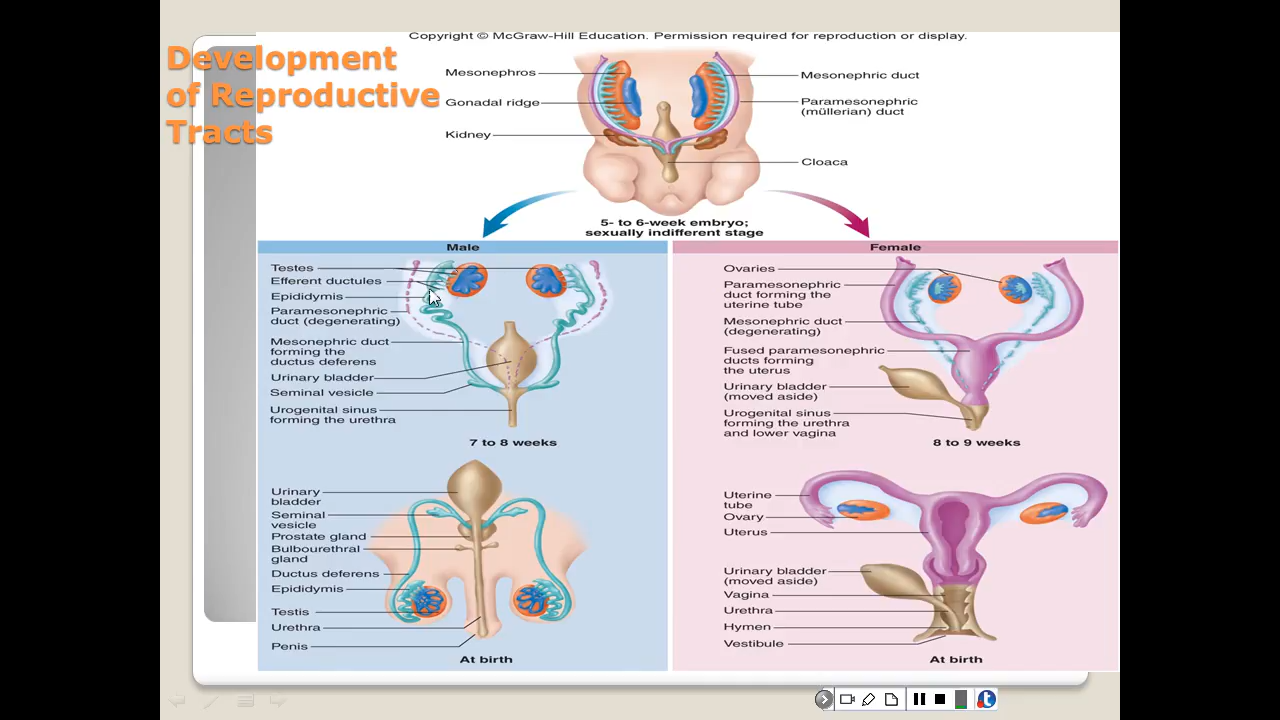 Copyright © McGraw-Hill Education. Permission required for reproduction or display.
Development
of Reproductive
Tracts
Mesonephros
Gonadal ridge
Kidney
Mesonephric duct
Paramesonephric
(müllerian) duct
Cloaca
5- to 6-week embryo;
sexually indifferent stage
Male
Testes
Efferent ductules
Epididymis
Paramesonephric
duct (degenerating)
Mesonephric duct
forming the
ductus deferens
Urinary bladder
Seminal vesicle
Urogenital sinus
forming the urethra
7 to 8 weeks
Urinary
bladder
Seminal
vesicle
Prostate gland
Bulbourethral
gland
Ductus deferens
Epididymis
Testis
Urethra
Penis
At birth
Female
Ovaries
Paramesonephric
duct forming the
uterine tube
Mesonephric duct
(degenerating)
Fused paramesonephric
ducts forming
the uterus
Urinary bladder
(moved aside)
Urogenital sinus
forming the urethra
and lower vagina
8 to 9 weeks
Uterine
tube
Ovary
Uterus
Urinary bladder
(moved aside)
Vagina
Urethra
Hymen
Vestibule
At birth